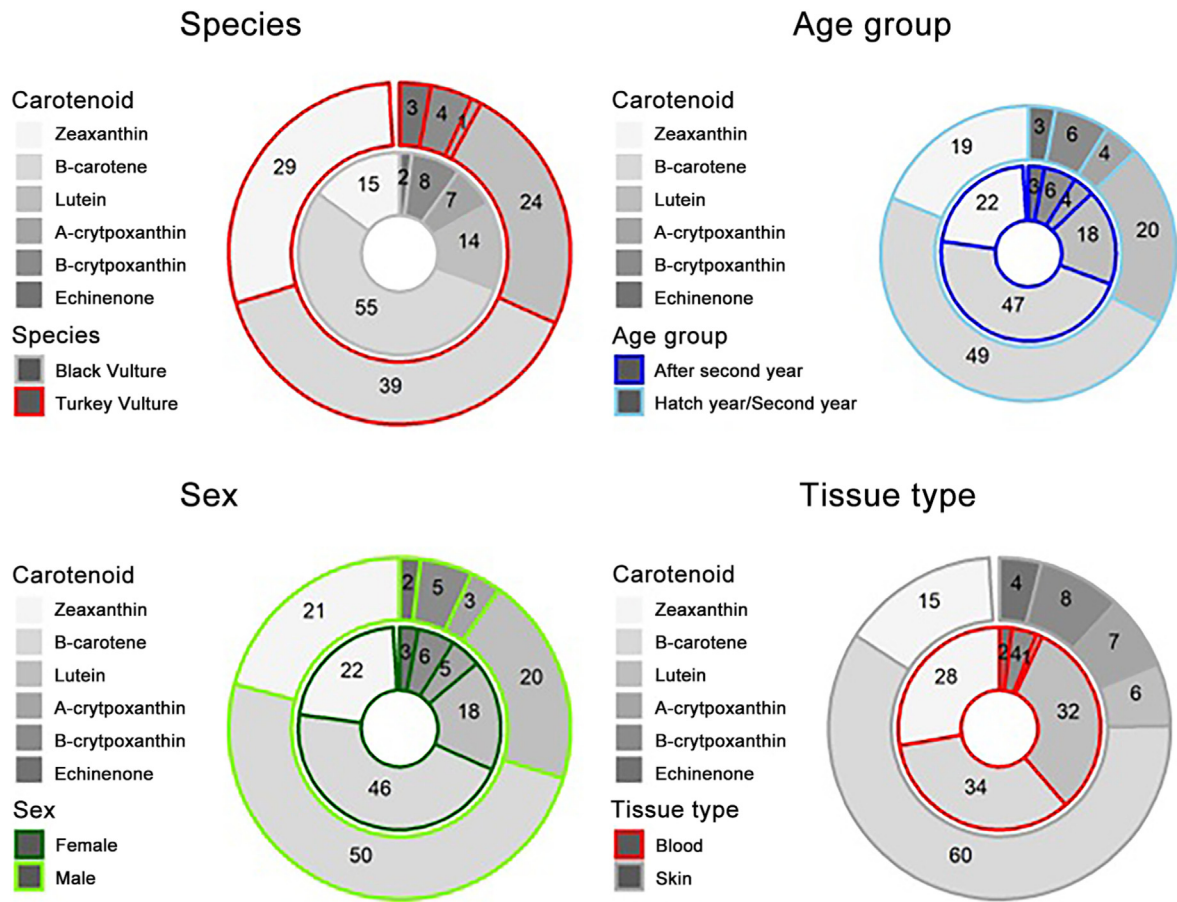 Species
Carotenoid
Zeaxanthin
B-carotene
Lutein
A-crytpoxanthin
B-crytpoxanthin
Echinenone
Species
Black Vulture
Turkey Vulture
3
4
1
24
39
29
2
8
7
14
55
15
Age group
Carotenoid
Zeaxanthin
B-carotene
Lutein
A-crytpoxanthin
B-crytpoxanthin
Echinenone
Age group
After second year
Hatch year/Second year
3
6
4
20
49
19
3
6
4
18
47
22
Sex
Carotenoid
Zeaxanthin
B-carotene
Lutein
A-crytpoxanthin
B-crytpoxanthin
Echinenone
Sex
Female
Male
2
5
3
20
50
21
3
6
5
18
46
22
Tissue type
Carotenoid
Zeaxanthin
B-carotene
Lutein
A-crytpoxanthin
B-crytpoxanthin
Echinenone
Tissue type
Blood
Skin
4
8
7
6
60
15
2
4
1
32
34
28